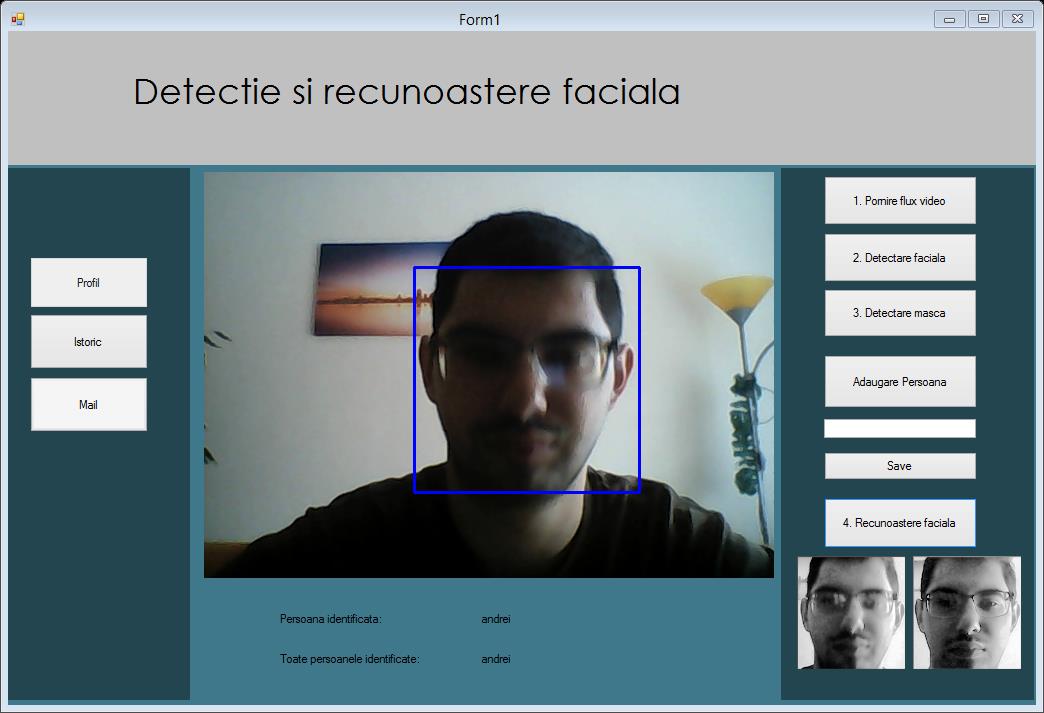 Form1
Detectie si recunoastere faciala
Profil
Istoric
Mail
1. Pornire flux video
2. Detectare faciala
3. Detectare masca
Adaugare Persoana
Save
4. Recunoastere faciala
Persoana identificata: andrei
Toate persoanele identificate: andrei